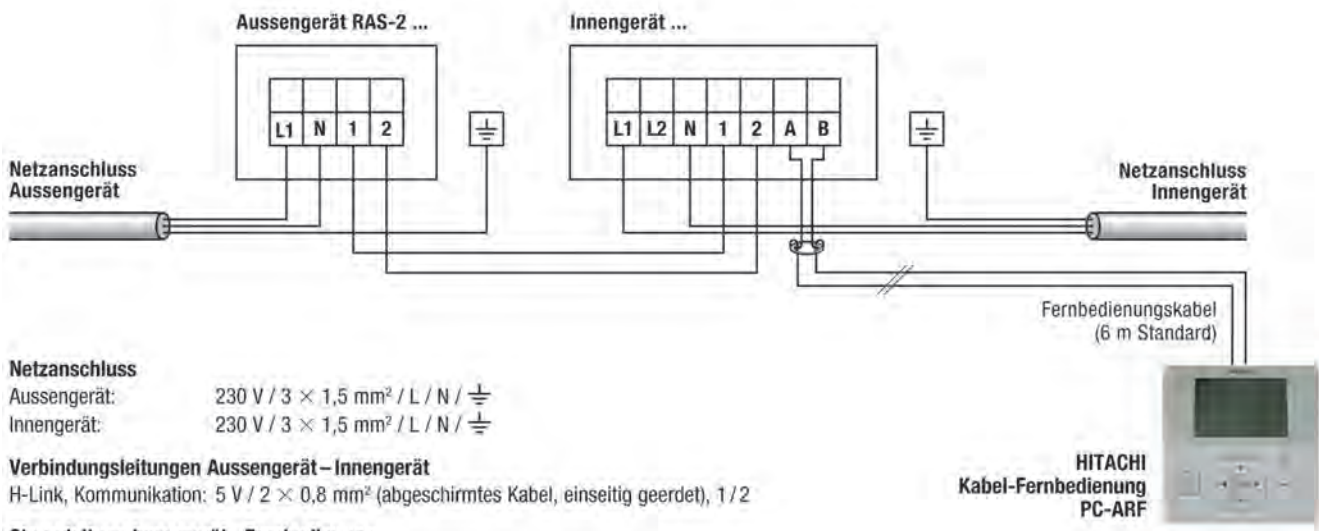 Aussengerät RAS-2 ...
Innengerät ...
L1 N 1 2
L1 L2 N 1 2 A B
Netzanschluss
Aussengerät
Netzanschluss
Innengerät
Fernbedienungskabel
(6 m Standard)
Netzanschluss
Aussengerät: 230 V / 3 × 1,5 mm² / L / N / ⏚
Innengerät: 230 V / 3 × 1,5 mm² / L / N / ⏚
Verbindungsleitungen Aussengerät – Innengerät
H-Link, Kommunikation: 5 V / 2 × 0,8 mm² (abgeschirmtes Kabel, einseitig geerdet), 1 / 2
HITACHI
Kabel-Fernbedienung
PC-ARF